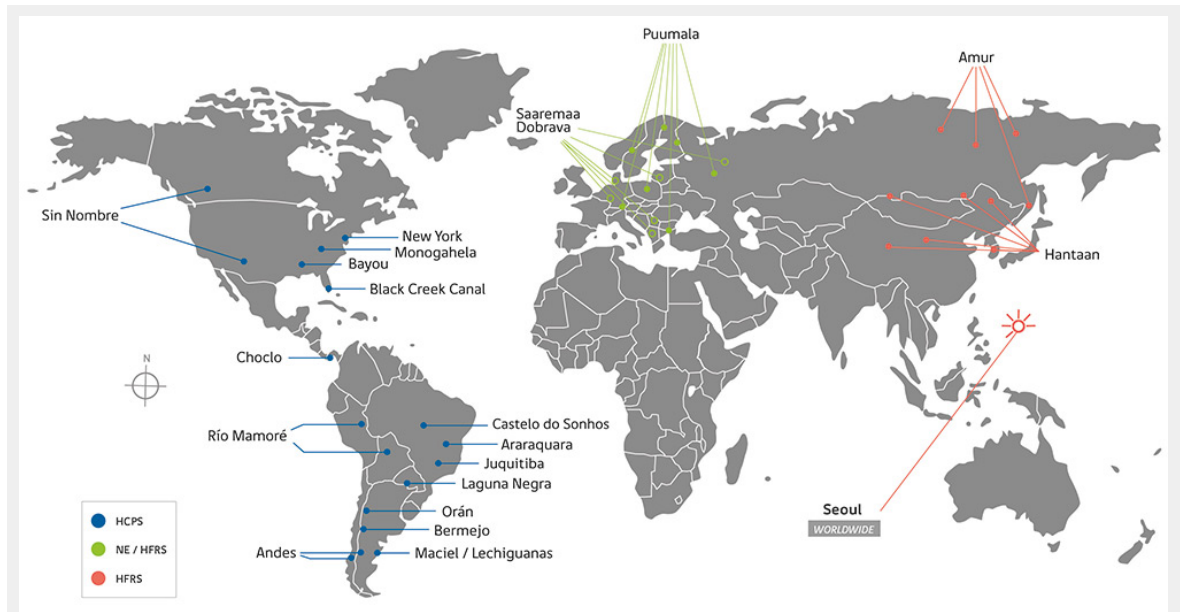 Puumala
Amur
Saaremaa
Dobrava
Sin Nombre
New York
Monogahela
Bayou
Hantaan
Black Creek Canal
N
Choclo
Río Mamoré
Castelo do Sonhos
Araraquara
Juquitiba
Laguna Negra
Orán
Bermejo
Andes
Maciel / Lechiguanas
Seoul
WORLDWIDE
HCPS
NE / HFRS
HFRS